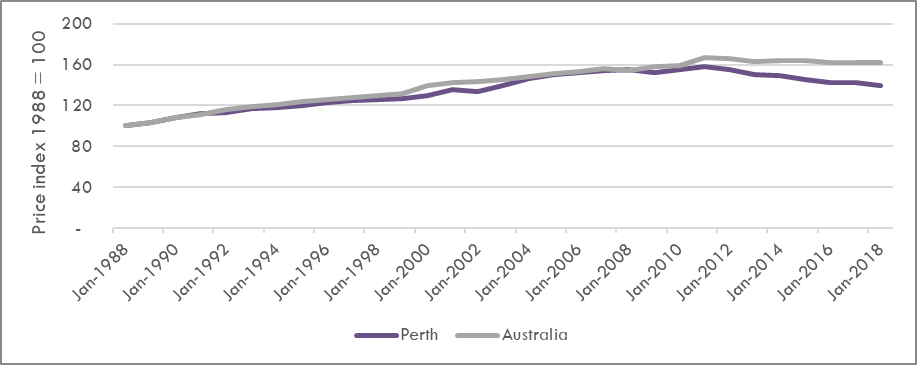 Price index 1988 = 100
200
160
120
80
40
-
Jan-1988
Jan-1990
Jan-1992
Jan-1994
Jan-1996
Jan-1998
Jan-2000
Jan-2002
Jan-2004
Jan-2006
Jan-2008
Jan-2010
Jan-2012
Jan-2014
Jan-2016
Jan-2018
Perth Australia